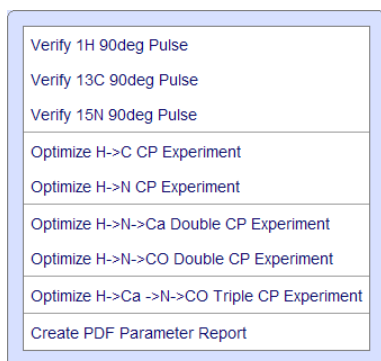 Verify 1H 90deg Pulse
Verify 13C 90deg Pulse
Verify 15N 90deg Pulse
Optimize H->C CP Experiment
Optimize H->N CP Experiment
Optimize H->N->Ca Double CP Experiment
Optimize H->N->CO Double CP Experiment
Optimize H->Ca ->N->CO Triple CP Experiment
Create PDF Parameter Report